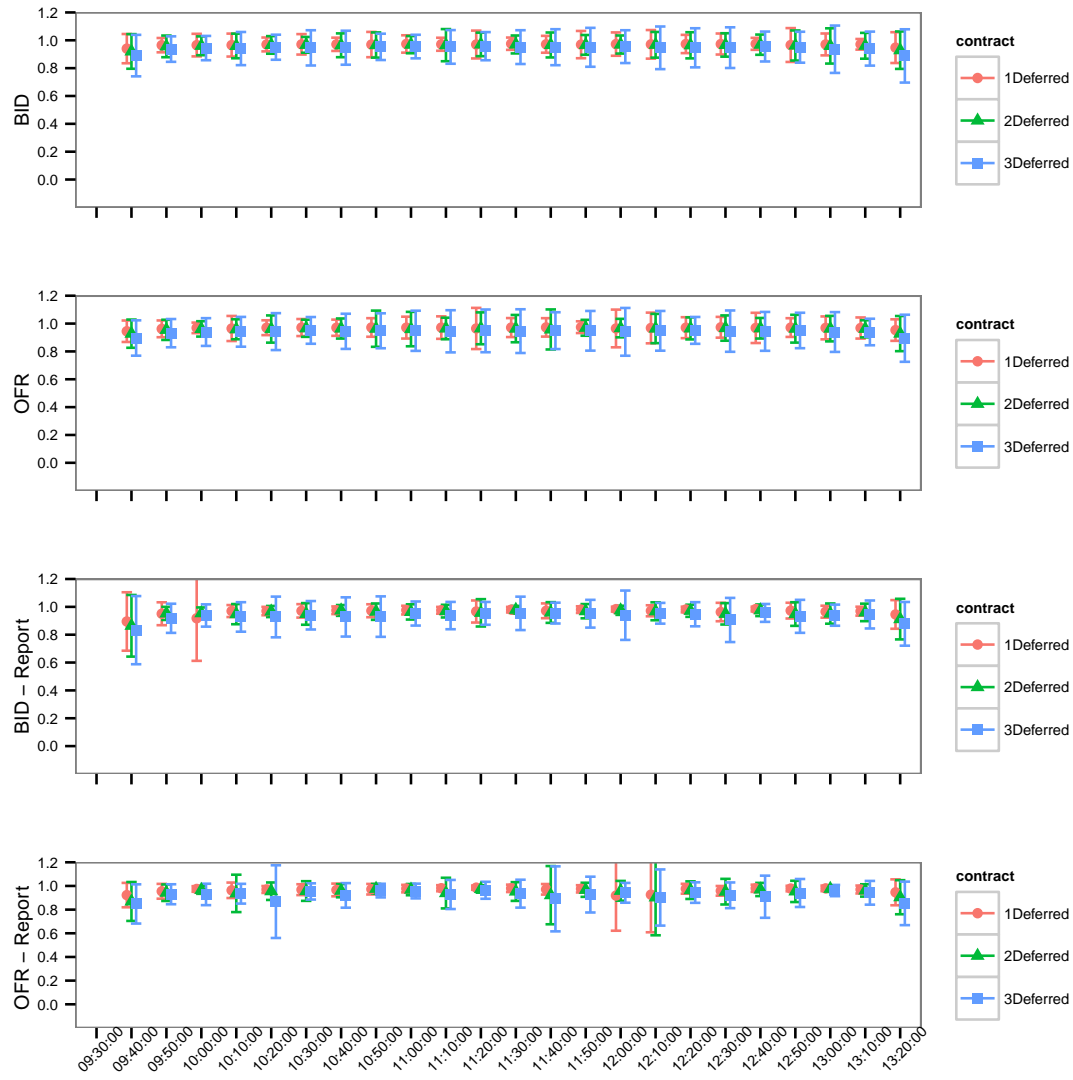 BID
1.2
1.0
0.8
0.6
0.4
0.2
0.0
contract
1Deferred
2Deferred
3Deferred
OFR
1.2
1.0
0.8
0.6
0.4
0.2
0.0
contract
1Deferred
2Deferred
3Deferred
BID – Report
1.2
1.0
0.8
0.6
0.4
0.2
0.0
contract
1Deferred
2Deferred
3Deferred
OFR – Report
1.2
1.0
0.8
0.6
0.4
0.2
0.0
contract
1Deferred
2Deferred
3Deferred
09:30:00
09:40:00
09:50:00
10:00:00
10:10:00
10:20:00
10:30:00
10:40:00
10:50:00
11:00:00
11:10:00
11:20:00
11:30:00
11:40:00
11:50:00
12:00:00
12:10:00
12:20:00
12:30:00
12:40:00
12:50:00
13:00:00
13:10:00
13:20:00